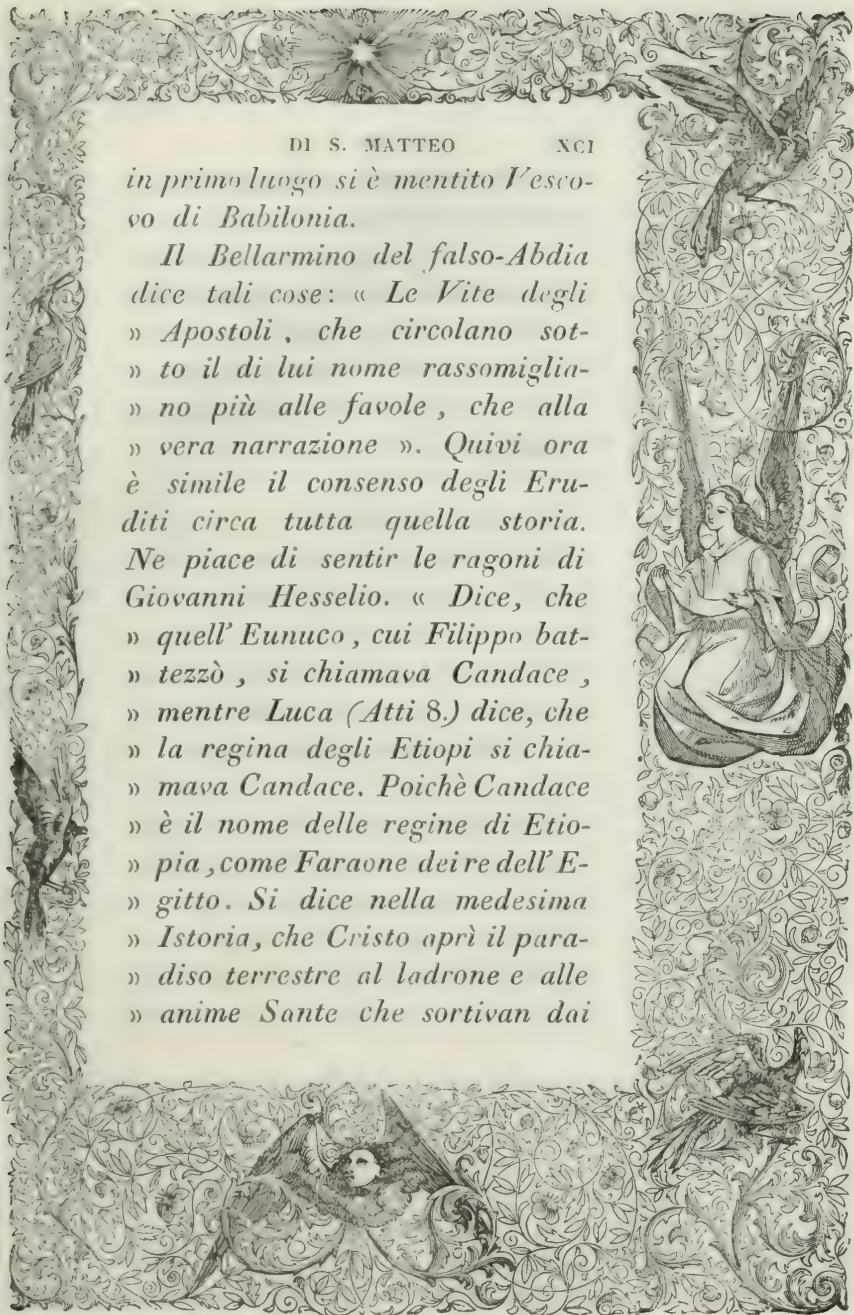 DI S. MATTEO XCI
in primo luogo si è mentito Vesco-
vo di Babilonia.
Il Bellarmino del falso-Abdia
dice tali cose: « Le Vite degli
» Apostoli, che circolano sot-
» to il di lui nome rassomiglia-
» no più alle favole, che alla
» vera narrazione ». Quivi ora
è simile il consenso degli Eru-
diti circa tutta quella storia.
Ne piace di sentir le ragoni di
Giovanni Hesselio. « Dice, che
» quell' Eunuco, cui Filippo bat-
» tezzò, si chiamava Candace,
» mentre Luca (Atti 8.) dice, che
» la regina degli Etiopi si chia-
» mava Candace. Poichè Candace
» è il nome delle regine di Etio-
» pia, come Faraone dei re dell' E-
» gitto. Si dice nella medesima
» Istoria, che Cristo aprì il para-
» diso terrestre al ladrone e alle
» anime Sante che sortivan dai